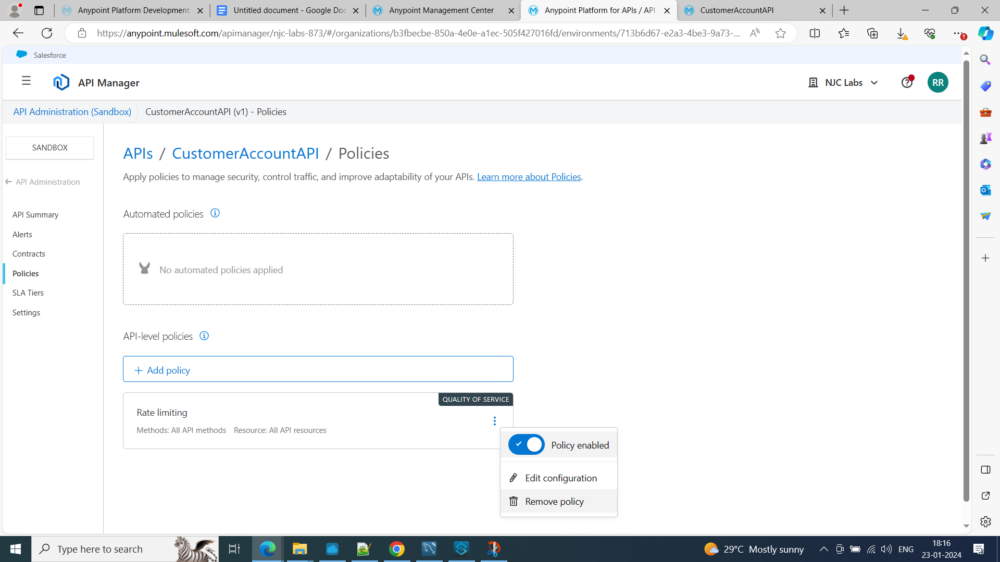 Anypoint Platform Development:
Untitled document - Google Doc
Anypoint Management Center
Anypoint Platform for APIs / API
CustomerAccountAPI
https://anypoint.mulesoft.com/apimanager/njc-labs-873/#/organizations/b3fbecbe-850a-4e0e-a1ec-505f427016fd/environments/713b6d67-e2a3-4be3-9a73-...
Salesforce
API Manager
NJC Labs
RR
API Administration (Sandbox)
CustomerAccountAPI (v1) - Policies
SANDBOX
API Administration
API Summary
Alerts
Contracts
Policies
SLA Tiers
Settings
APIs / CustomerAccountAPI / Policies
Apply policies to manage security, control traffic, and improve adaptability of your APIs. Learn more about Policies.
Automated policies
No automated policies applied
API-level policies
+ Add policy
QUALITY OF SERVICE
Rate limiting
Methods: All API methods Resource: All API resources
Policy enabled
Edit configuration
Remove policy
Type here to search
29°C Mostly sunny
ENG
18:16
23-01-2024